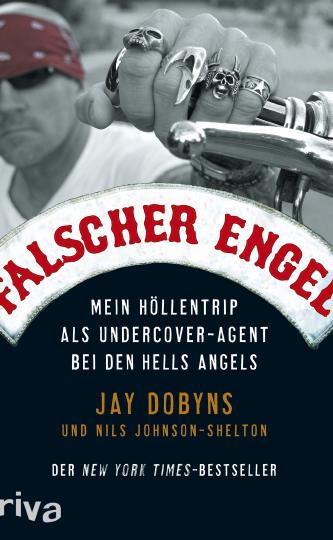 FALSCHER ENGEL
MEIN HÖLLENTRIP
ALS UNDERCOVER-AGENT
BEI DEN HELLS ANGELS
JAY DOBYNS
UND NILS JOHNSON-SHELTON
DER NEW YORK TIMES-BESTSELLER
riva